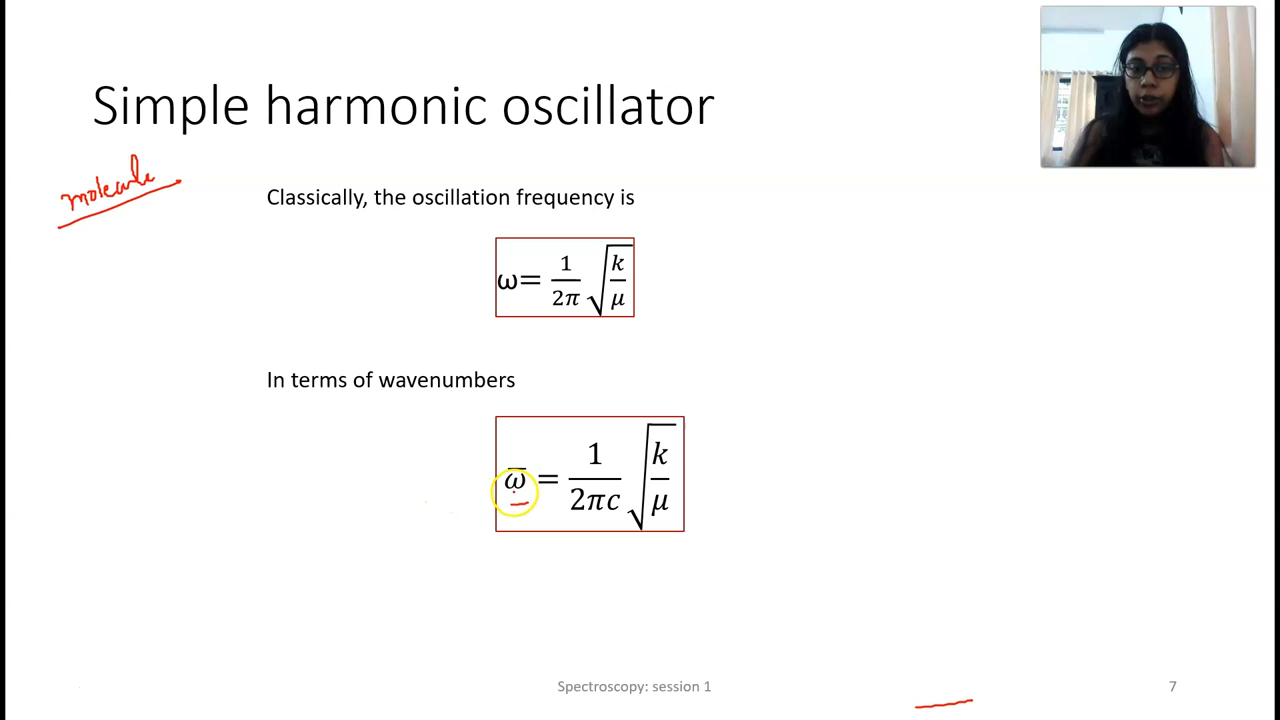 Simple harmonic oscillator
molecule
Classically, the oscillation frequency is
ω= 1/2π √k/μ
In terms of wavenumbers
ω̅ = 1/2πc √k/μ
Spectroscopy: session 1
7